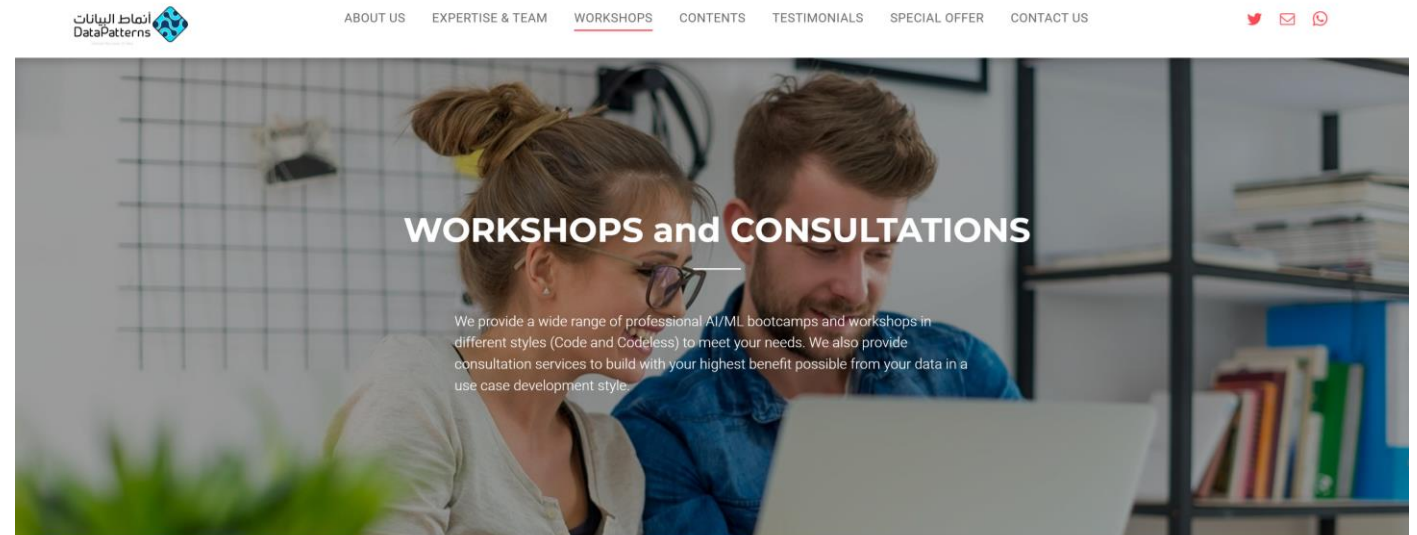 أنماط البيانات
DataPatterns
ABOUT US EXPERTISE & TEAM WORKSHOPS CONTENTS TESTIMONIALS SPECIAL OFFER CONTACT US
WORKSHOPS and CONSULTATIONS
We provide a wide range of professional AI/ML bootcamps and workshops in
different styles (Code and Codeless) to meet your needs. We also provide
consultation services to build with your highest benefit possible from your data in a
use case development style.